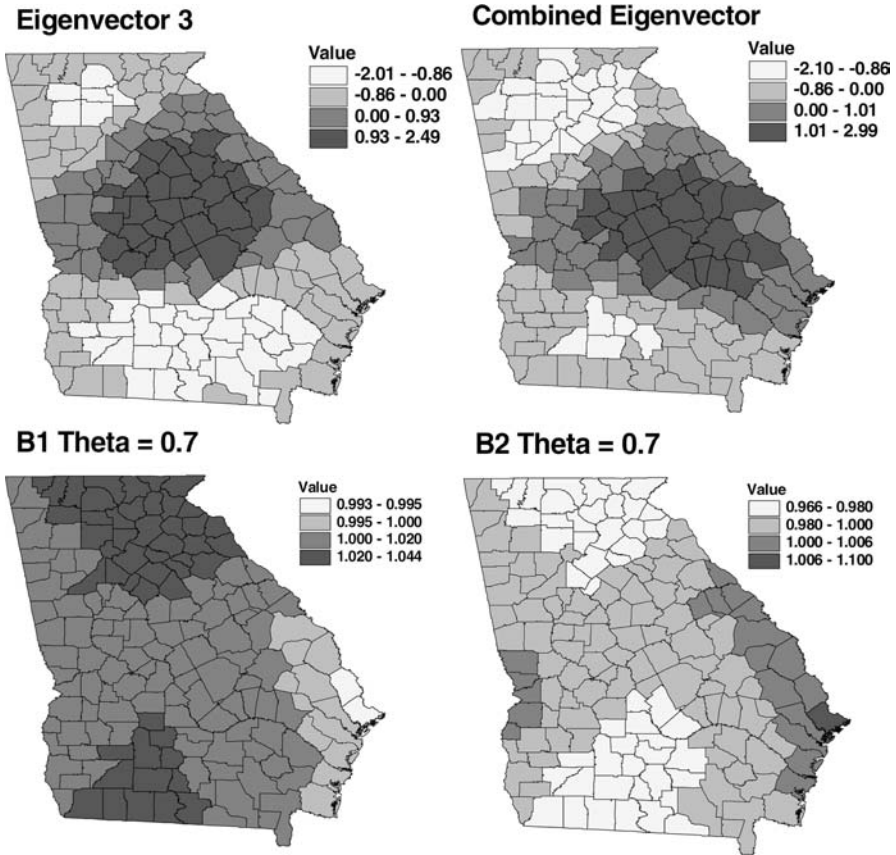 Eigenvector 3
Value
-2.01 - -0.86
-0.86 - 0.00
0.00 - 0.93
0.93 - 2.49
Combined Eigenvector
Value
-2.10 - -0.86
-0.86 - 0.00
0.00 - 1.01
1.01 - 2.99
B1 Theta = 0.7
Value
0.993 - 0.995
0.995 - 1.000
1.000 - 1.020
1.020 - 1.044
B2 Theta = 0.7
Value
0.966 - 0.980
0.980 - 1.000
1.000 - 1.006
1.006 - 1.100